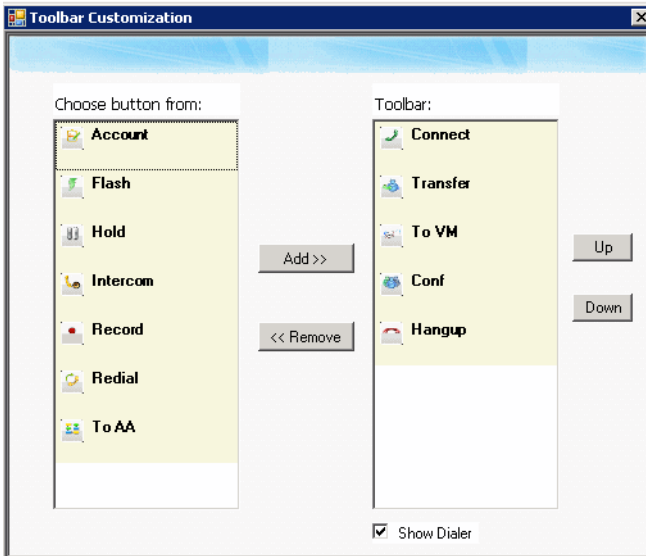 Toolbar Customization
Choose button from:
Account
Flash
Hold
Intercom
Record
Redial
To AA
Add >>
<< Remove
Toolbar:
Connect
Transfer
To VM
Conf
Hangup
Up
Down
Show Dialer